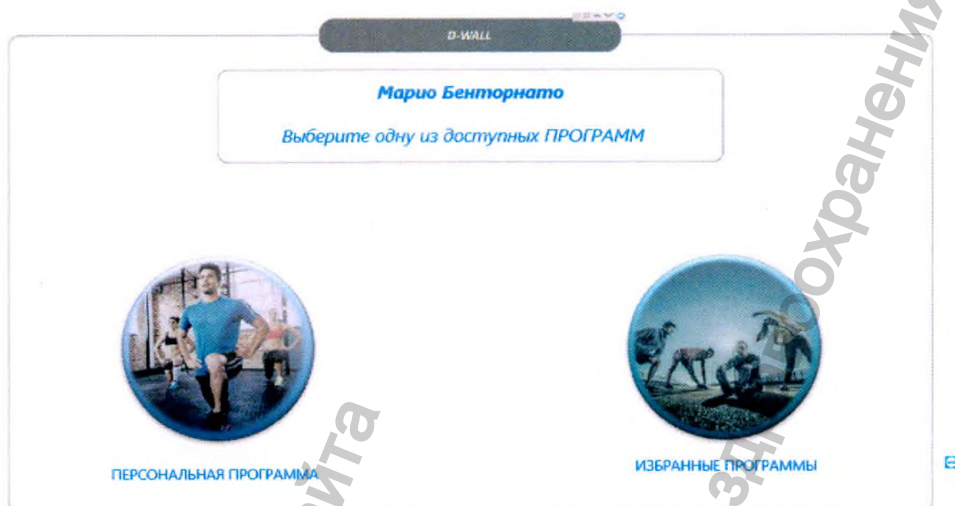 D-WALL
Марио Бенторнато
Выберите одну из доступных ПРОГРАММ
ПЕРСОНАЛЬНАЯ ПРОГРАММА
ИЗБРАННЫЕ ПРОГРАММЫ